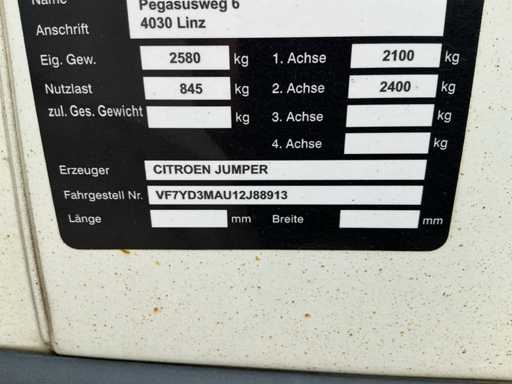 Name Pegasusweg 6
Anschrift 4030 Linz
Eig. Gew. 2580 kg 1. Achse 2100 kg
Nutzlast 845 kg 2. Achse 2400 kg
zul. Ges. Gewicht kg 3. Achse kg
4. Achse kg
Erzeuger CITROEN JUMPER
Fahrgestell Nr. VF7YD3MAU12J88913
Länge mm Breite mm